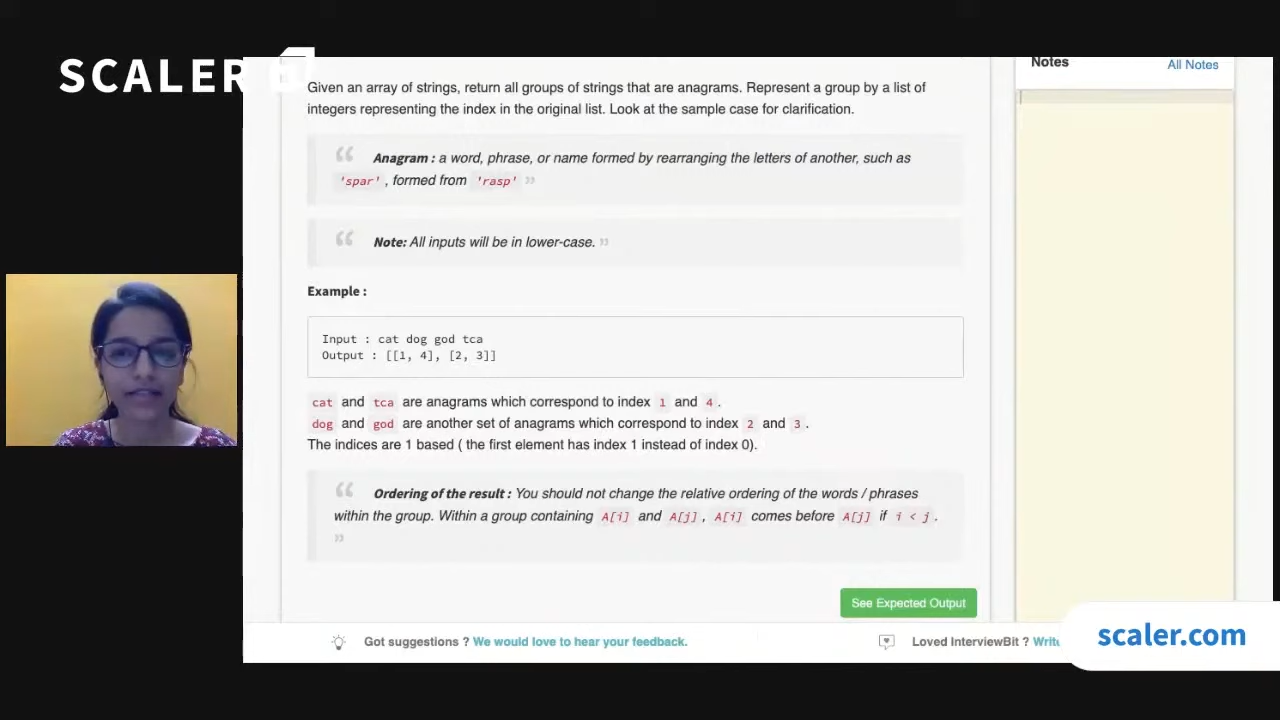 SCALER
Notes
All Notes
Given an array of strings, return all groups of strings that are anagrams. Represent a group by a list of
integers representing the index in the original list. Look at the sample case for clarification.
“ Anagram : a word, phrase, or name formed by rearranging the letters of another, such as
'spar' , formed from 'rasp' ”
“ Note: All inputs will be in lower-case. ”
Example :
Input : cat dog god tca
Output : [[1, 4], [2, 3]]
cat and tca are anagrams which correspond to index 1 and 4 .
dog and god are another set of anagrams which correspond to index 2 and 3 .
The indices are 1 based ( the first element has index 1 instead of index 0).
“ Ordering of the result : You should not change the relative ordering of the words / phrases
within the group. Within a group containing A[i] and A[j] , A[i] comes before A[j] if i < j .
”
See Expected Output
Got suggestions ? We would love to hear your feedback.
Loved InterviewBit ?
scaler.com